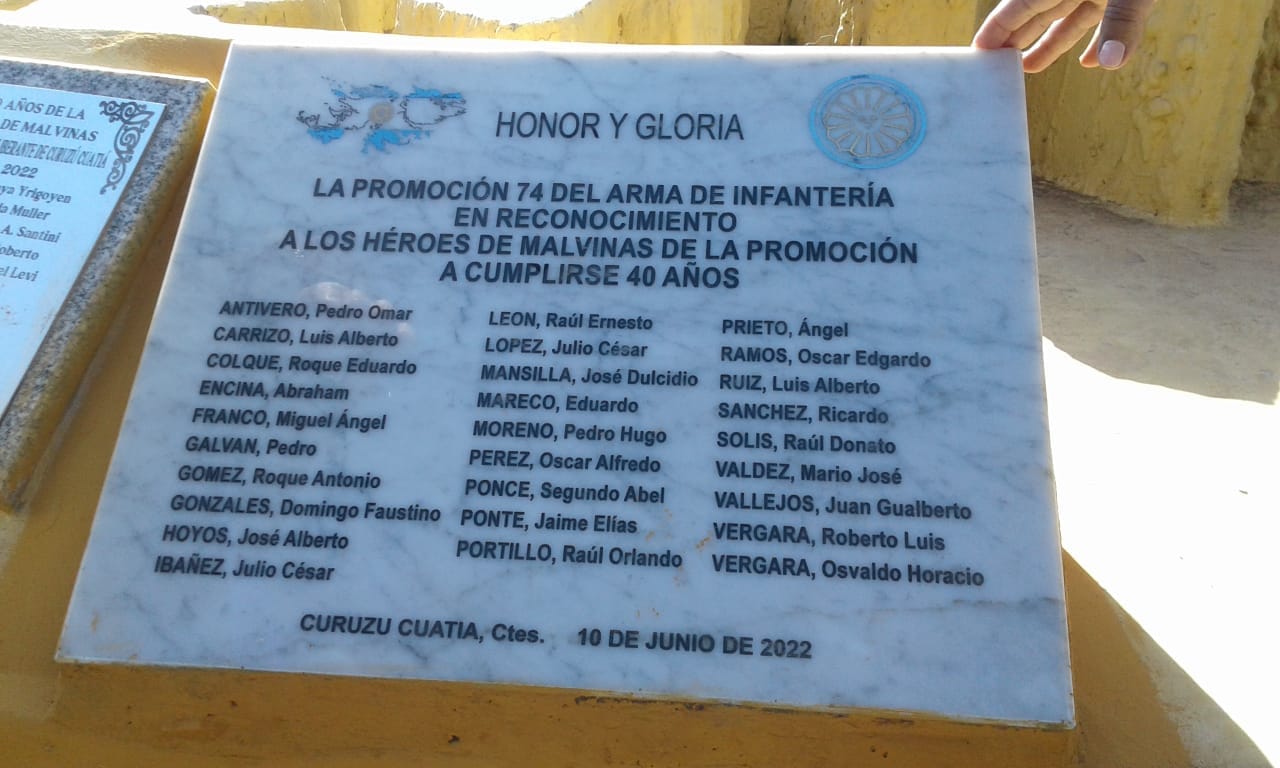 AÑOS DE LA
DE MALVINAS
DE CURUZÚ CUATIÁ
2022
Yrigoyen
Muller
A. Santini
Levi
HONOR Y GLORIA
LA PROMOCIÓN 74 DEL ARMA DE INFANTERÍA
EN RECONOCIMIENTO
A LOS HÉROES DE MALVINAS DE LA PROMOCIÓN
A CUMPLIRSE 40 AÑOS
ANTIVERO, Pedro Omar
CARRIZO, Luis Alberto
COLQUE, Roque Eduardo
ENCINA, Abraham
FRANCO, Miguel Ángel
GALVAN, Pedro
GOMEZ, Roque Antonio
GONZALES, Domingo Faustino
HOYOS, José Alberto
IBAÑEZ, Julio César
LEON, Raúl Ernesto
LOPEZ, Julio César
MANSILLA, José Dulcidio
MARECO, Eduardo
MORENO, Pedro Hugo
PEREZ, Oscar Alfredo
PONCE, Segundo Abel
PONTE, Jaime Elías
PORTILLO, Raúl Orlando
PRIETO, Ángel
RAMOS, Oscar Edgardo
RUIZ, Luis Alberto
SANCHEZ, Ricardo
SOLIS, Raúl Donato
VALDEZ, Mario José
VALLEJOS, Juan Gualberto
VERGARA, Roberto Luis
VERGARA, Osvaldo Horacio
CURUZU CUATIA, Ctes. 10 DE JUNIO DE 2022